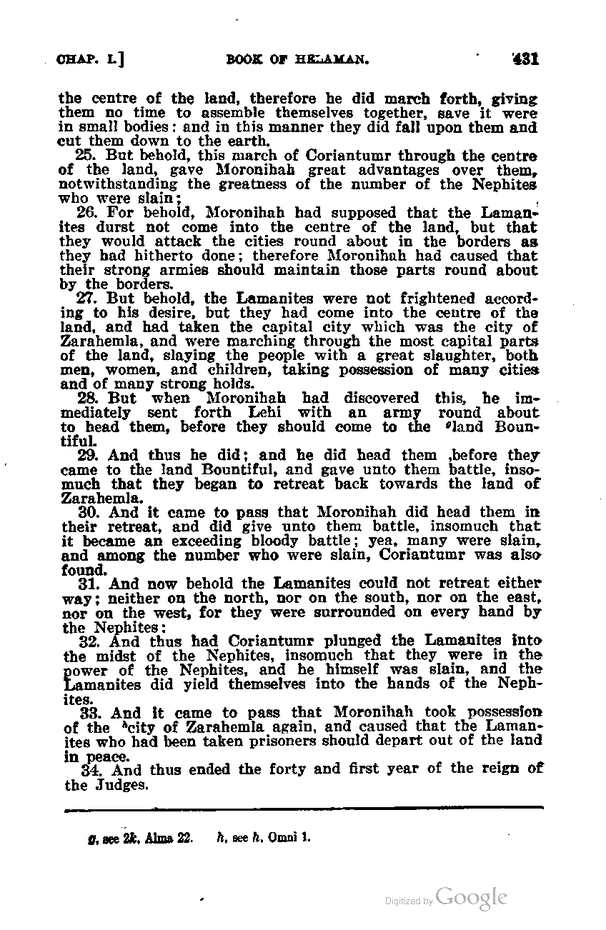 CHAP. I.] BOOK OF HELAMAN. 431
the centre of the land, therefore he did march forth, giving
them no time to assemble themselves together, save it were
in small bodies: and in this manner they did fall upon them and
cut them down to the earth.
25. But behold, this march of Coriantumr through the centre
of the land, gave Moronihah great advantages over them,
notwithstanding the greatness of the number of the Nephites
who were slain;
26. For behold, Moronihah had supposed that the Laman-
ites durst not come into the centre of the land, but that
they would attack the cities round about in the borders as
they had hitherto done; therefore Moronihah had caused that
their strong armies should maintain those parts round about
by the borders.
27. But behold, the Lamanites were not frightened accord-
ing to his desire, but they had come into the centre of the
land, and had taken the capital city which was the city of
Zarahemla, and were marching through the most capital parts
of the land, slaying the people with a great slaughter, both
men, women, and children, taking possession of many cities
and of many strong holds.
28. But when Moronihah had discovered this, he im-
mediately sent forth Lehi with an army round about
to head them, before they should come to the ᵍland Boun-
tiful.
29. And thus he did; and he did head them ,before they
came to the land Bountiful, and gave unto them battle, inso-
much that they began to retreat back towards the land of
Zarahemla.
30. And it came to pass that Moronihah did head them in
their retreat, and did give unto them battle, insomuch that
it became an exceeding bloody battle; yea, many were slain,
and among the number who were slain, Coriantumr was also
found.
31. And now behold the Lamanites could not retreat either
way; neither on the north, nor on the south, nor on the east,
nor on the west, for they were surrounded on every hand by
the Nephites:
32. And thus had Coriantumr plunged the Lamanites into
the midst of the Nephites, insomuch that they were in the
power of the Nephites, and he himself was slain, and the
Lamanites did yield themselves into the hands of the Neph-
ites.
33. And it came to pass that Moronihah took possession
of the ʰcity of Zarahemla again, and caused that the Laman-
ites who had been taken prisoners should depart out of the land
in peace.
34. And thus ended the forty and first year of the reign of
the Judges.
g, see 2k, Alma 22. h, see h, Omni 1.
Digitized by Google